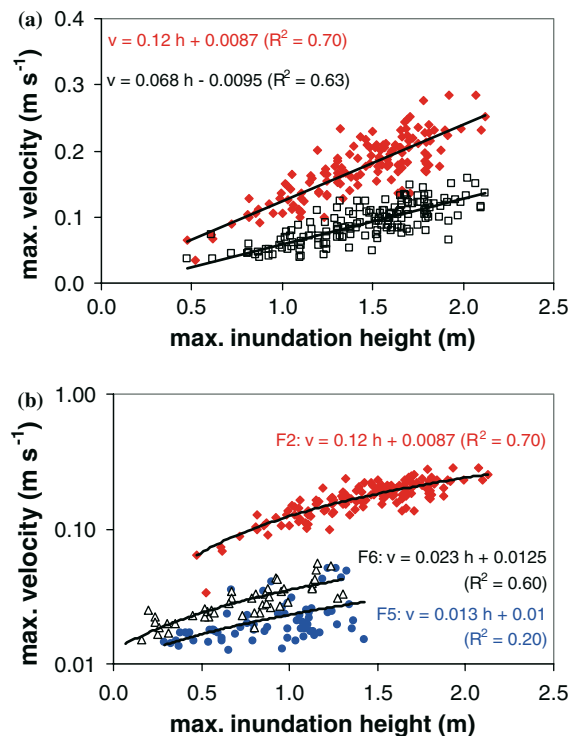 (a)
0.4
0.3
0.2
0.1
0.0
max. velocity (m s⁻¹)
v = 0.12 h + 0.0087 (R² = 0.70)
v = 0.068 h - 0.0095 (R² = 0.63)
0.0 0.5 1.0 1.5 2.0 2.5
max. inundation height (m)
(b)
1.00
0.10
0.01
max. velocity (m s⁻¹)
F2: v = 0.12 h + 0.0087 (R² = 0.70)
F6: v = 0.023 h + 0.0125
(R² = 0.60)
F5: v = 0.013 h + 0.01
(R² = 0.20)
0.0 0.5 1.0 1.5 2.0 2.5
max. inundation height (m)